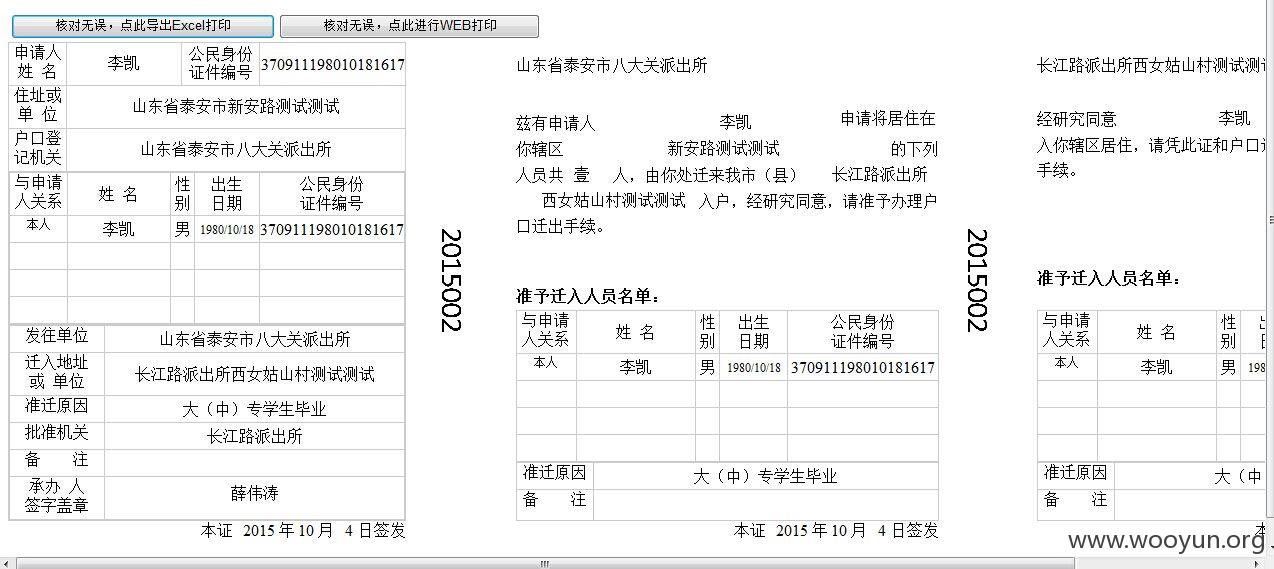 核对无误，点此导出Excel打印
核对无误，点此进行WEB打印
申请人
姓 名
李凯
公民身份
证件编号
370911198010181617
住址或
单 位
山东省泰安市新安路测试测试
户口登
记机关
山东省泰安市八大关派出所
与申请
人关系
姓 名
性
别
出生
日期
公民身份
证件编号
本人
李凯
男
1980/10/18
370911198010181617
发往单位
山东省泰安市八大关派出所
迁入地址
或 单位
长江路派出所西女姑山村测试测试
准迁原因
大（中）专学生毕业
批准机关
长江路派出所
备 注
承办 人
签字盖章
薛伟涛
本证 2015 年 10 月 4 日签发
2015002
山东省泰安市八大关派出所
兹有申请人 李凯 申请将居住在
你辖区 新安路测试测试 的下列
人员共 壹 人，由你处迁来我市（县） 长江路派出所
西女姑山村测试测试 入户，经研究同意，请准予办理户
口迁出手续。
准予迁入人员名单：
与申请
人关系
姓 名
性
别
出生
日期
公民身份
证件编号
本人
李凯
男
1980/10/18
370911198010181617
准迁原因
大（中）专学生毕业
备 注
本证 2015 年 10 月 4 日签发
2015002
长江路派出所西女姑山村测试测
经研究同意 李凯
入你辖区居住，请凭此证和户口
手续。
准予迁入人员名单：
与申请
人关系
姓 名
性
别
本人
李凯
男
198
准迁原因
大（中
备 注
www.wooyun.org